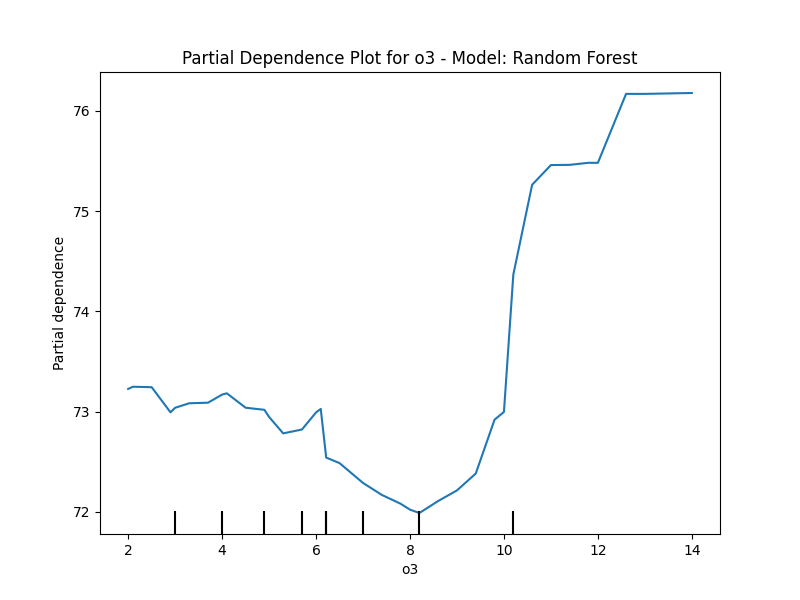 Partial Dependence Plot for o3 - Model: Random Forest
76
75
74
73
72
Partial dependence
2 4 6 8 10 12 14
o3